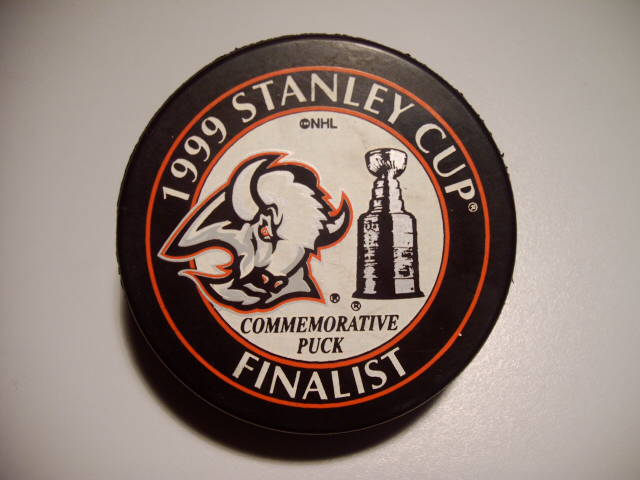 1999 STANLEY CUP®
©NHL
® ®
COMMEMORATIVE
PUCK
FINALIST